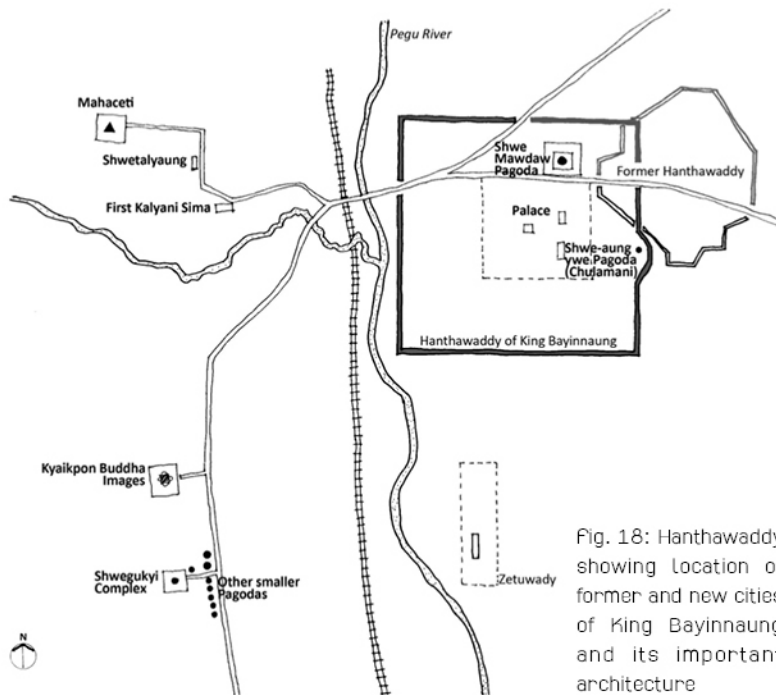 Pegu River
Mahaceti
Shwetalyaung
First Kalyani Sima
Shwe
Mawdaw
Pagoda
Former Hanthawaddy
Palace
Shwe-aung
ywe Pagoda
(Chulamani)
Hanthawaddy of King Bayinnaung
Kyaikpon Buddha
Images
Shwegukyi
Complex
Other smaller
Pagodas
Zetuwady
N
Fig. 18: Hanthawaddy
showing location o
former and new cities
of King Bayinnaung
and its important
architecture